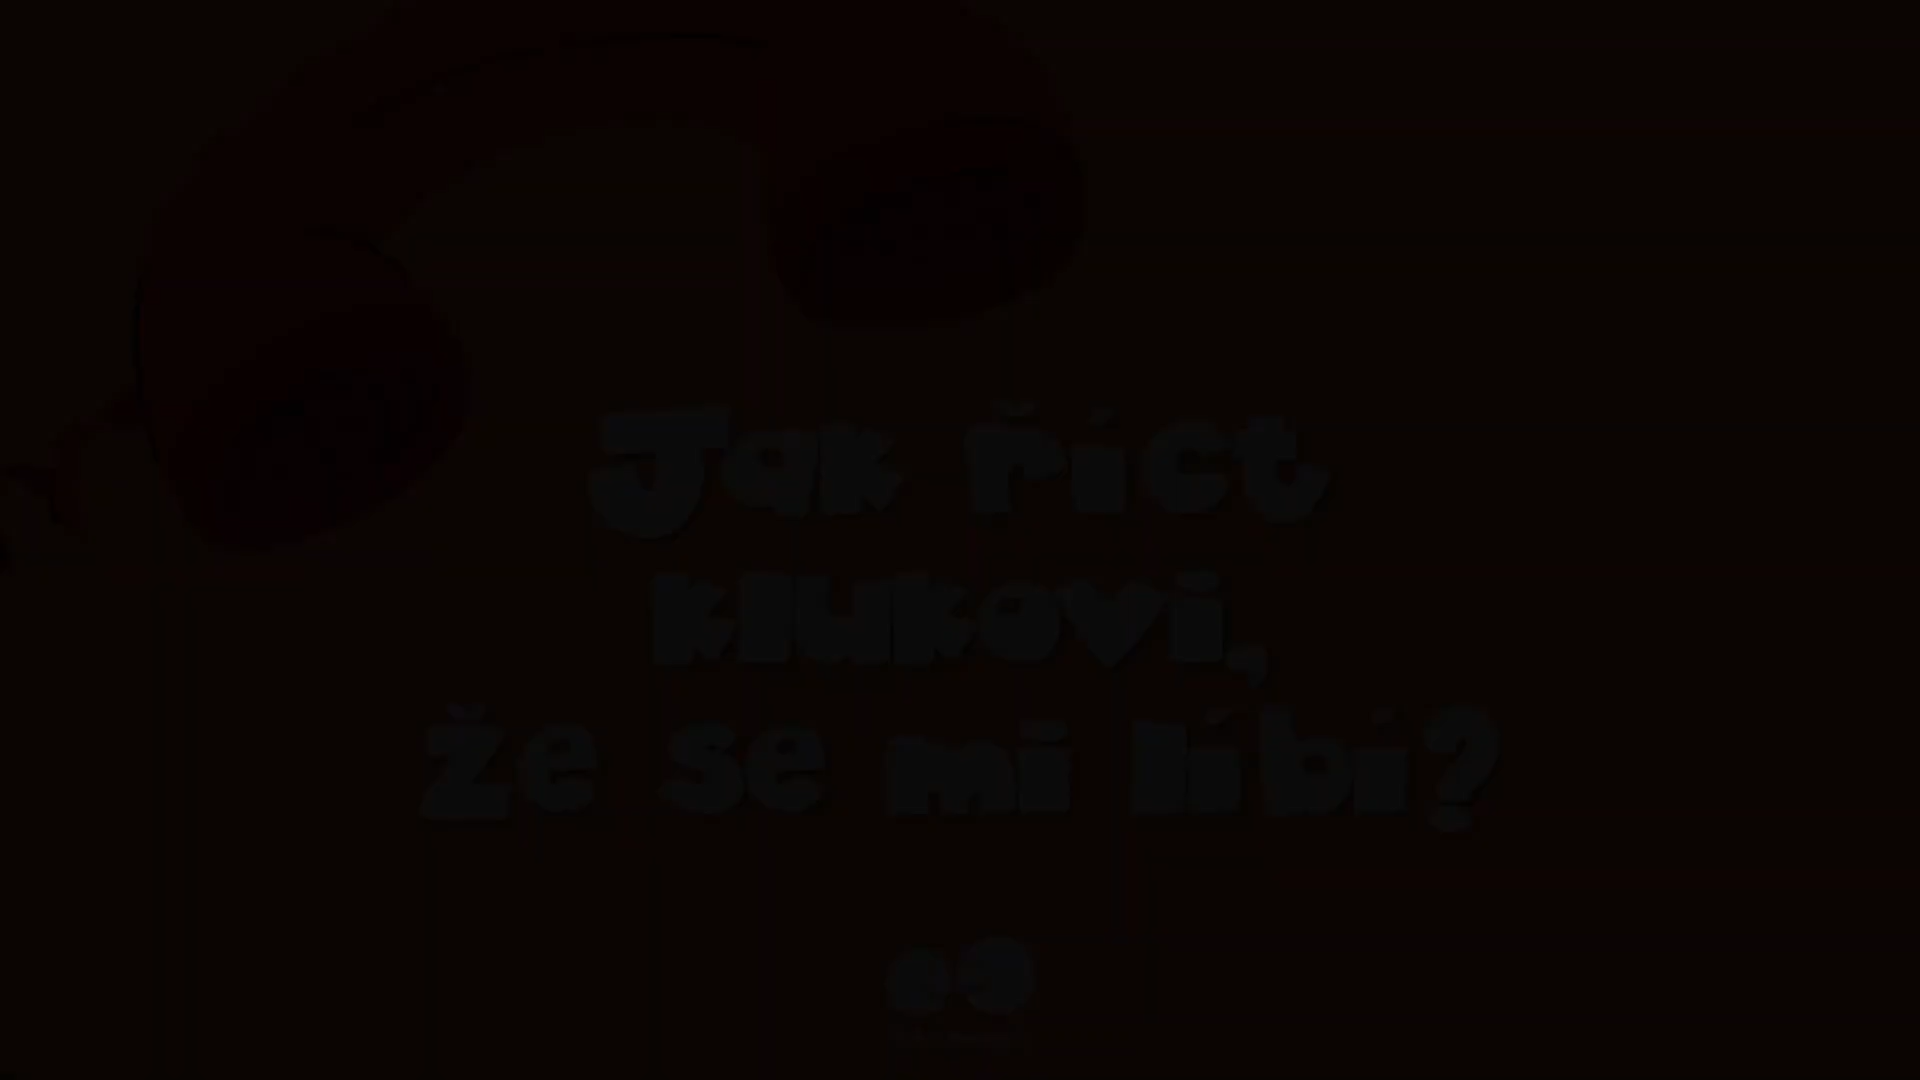 Jak říct
klukovi,
že se mi líbí?